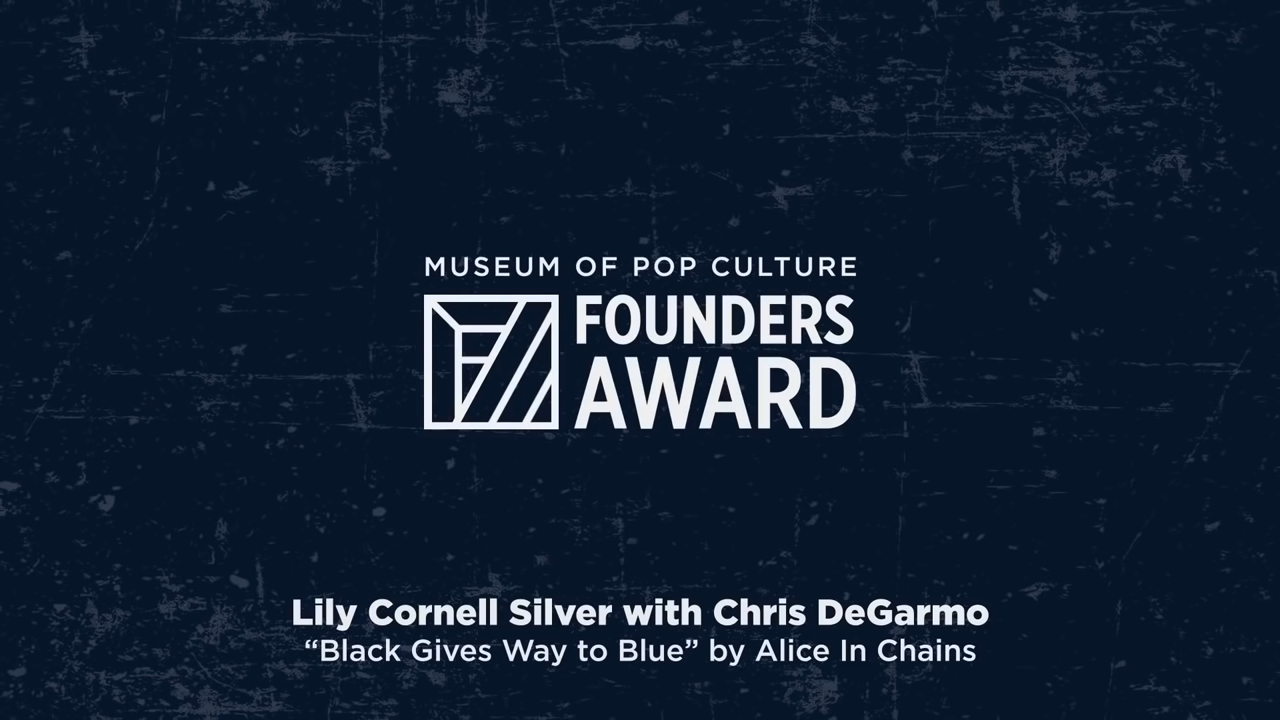 MUSEUM OF POP CULTURE
FOUNDERS
AWARD
Lily Cornell Silver with Chris DeGarmo
“Black Gives Way to Blue” by Alice In Chains